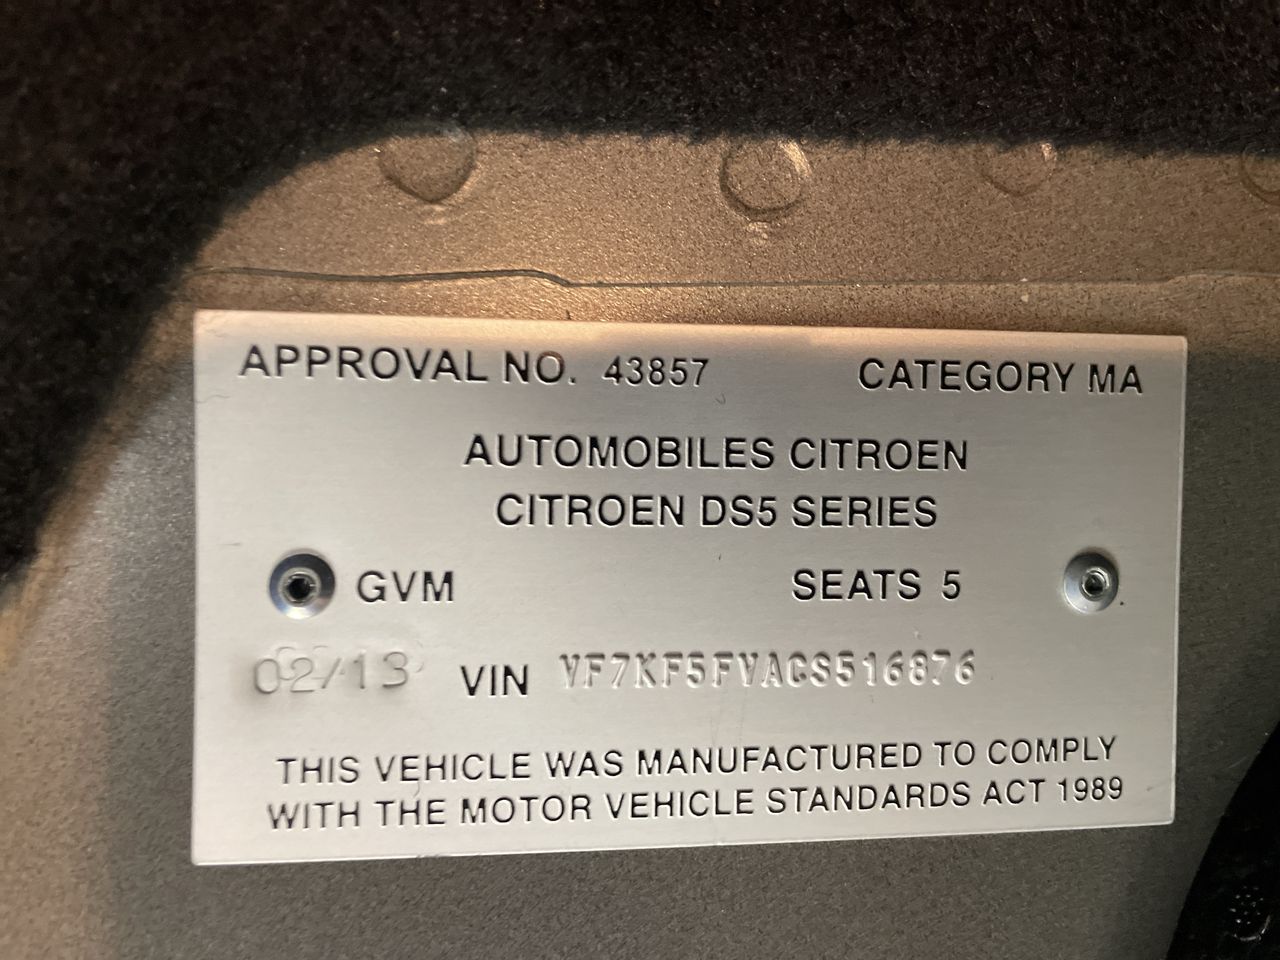 APPROVAL NO. 43857 CATEGORY MA
AUTOMOBILES CITROEN
CITROEN DS5 SERIES
GVM SEATS 5
02/13 VIN VF7KF5FVACS516876
THIS VEHICLE WAS MANUFACTURED TO COMPLY
WITH THE MOTOR VEHICLE STANDARDS ACT 1989